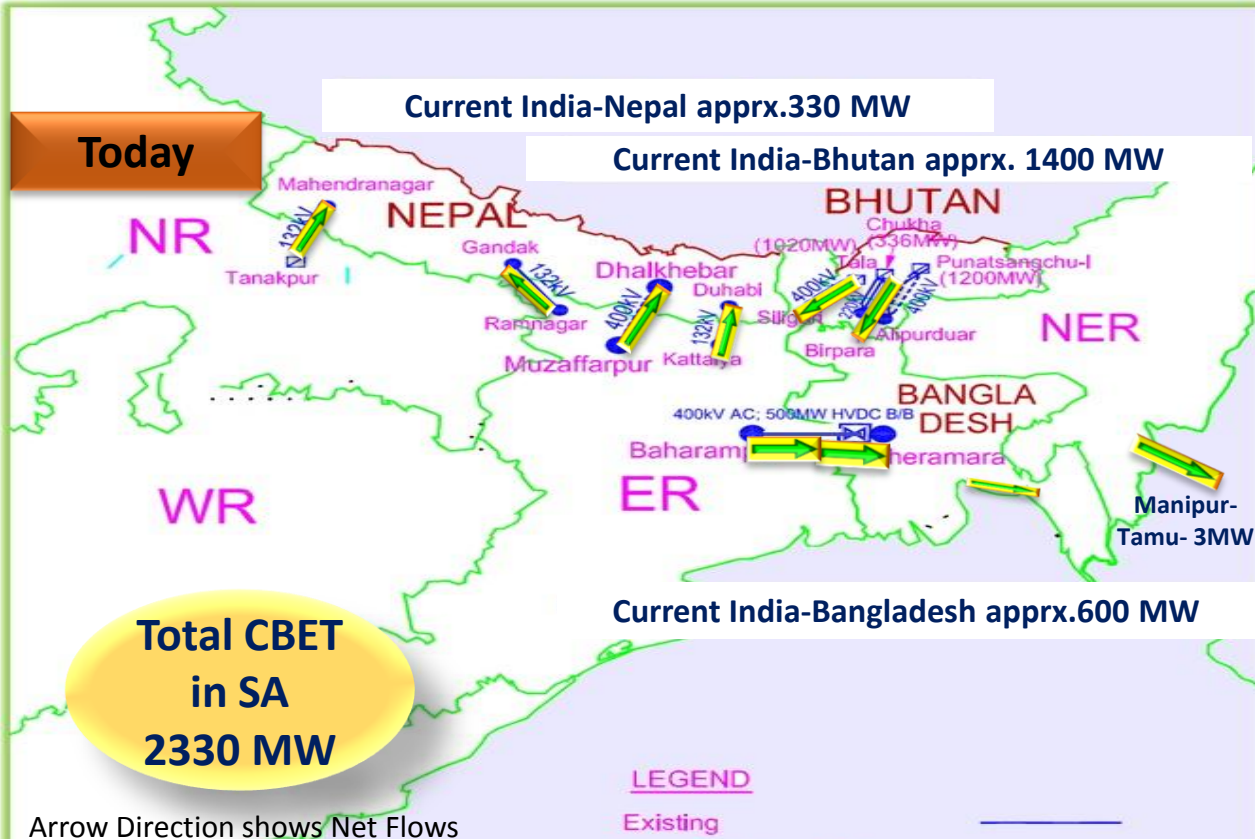 Current India-Nepal apprx.330 MW
Today
Current India-Bhutan apprx. 1400 MW
Mahendranagar
NEPAL
BHUTAN
NR
132kV
Tanakpur
Gandak
132kV
Ramnagar
Dhalkhebar
400kV
Muzaffarpur
Duhabi
132kV
Kattaiya
Chukha
(1020MW)
(336MW)
Tala
Punatsangchu-I
(1200MW)
400kV
400kV
Alipurduar
Birpara
NER
BANGLA
DESH
400kV AC; 500MW HVDC B/B
Baharamp
heramara
WR
ER
Manipur-
Tamu- 3MW
Current India-Bangladesh apprx.600 MW
Total CBET
in SA
2330 MW
LEGEND
Arrow Direction shows Net Flows
Existing